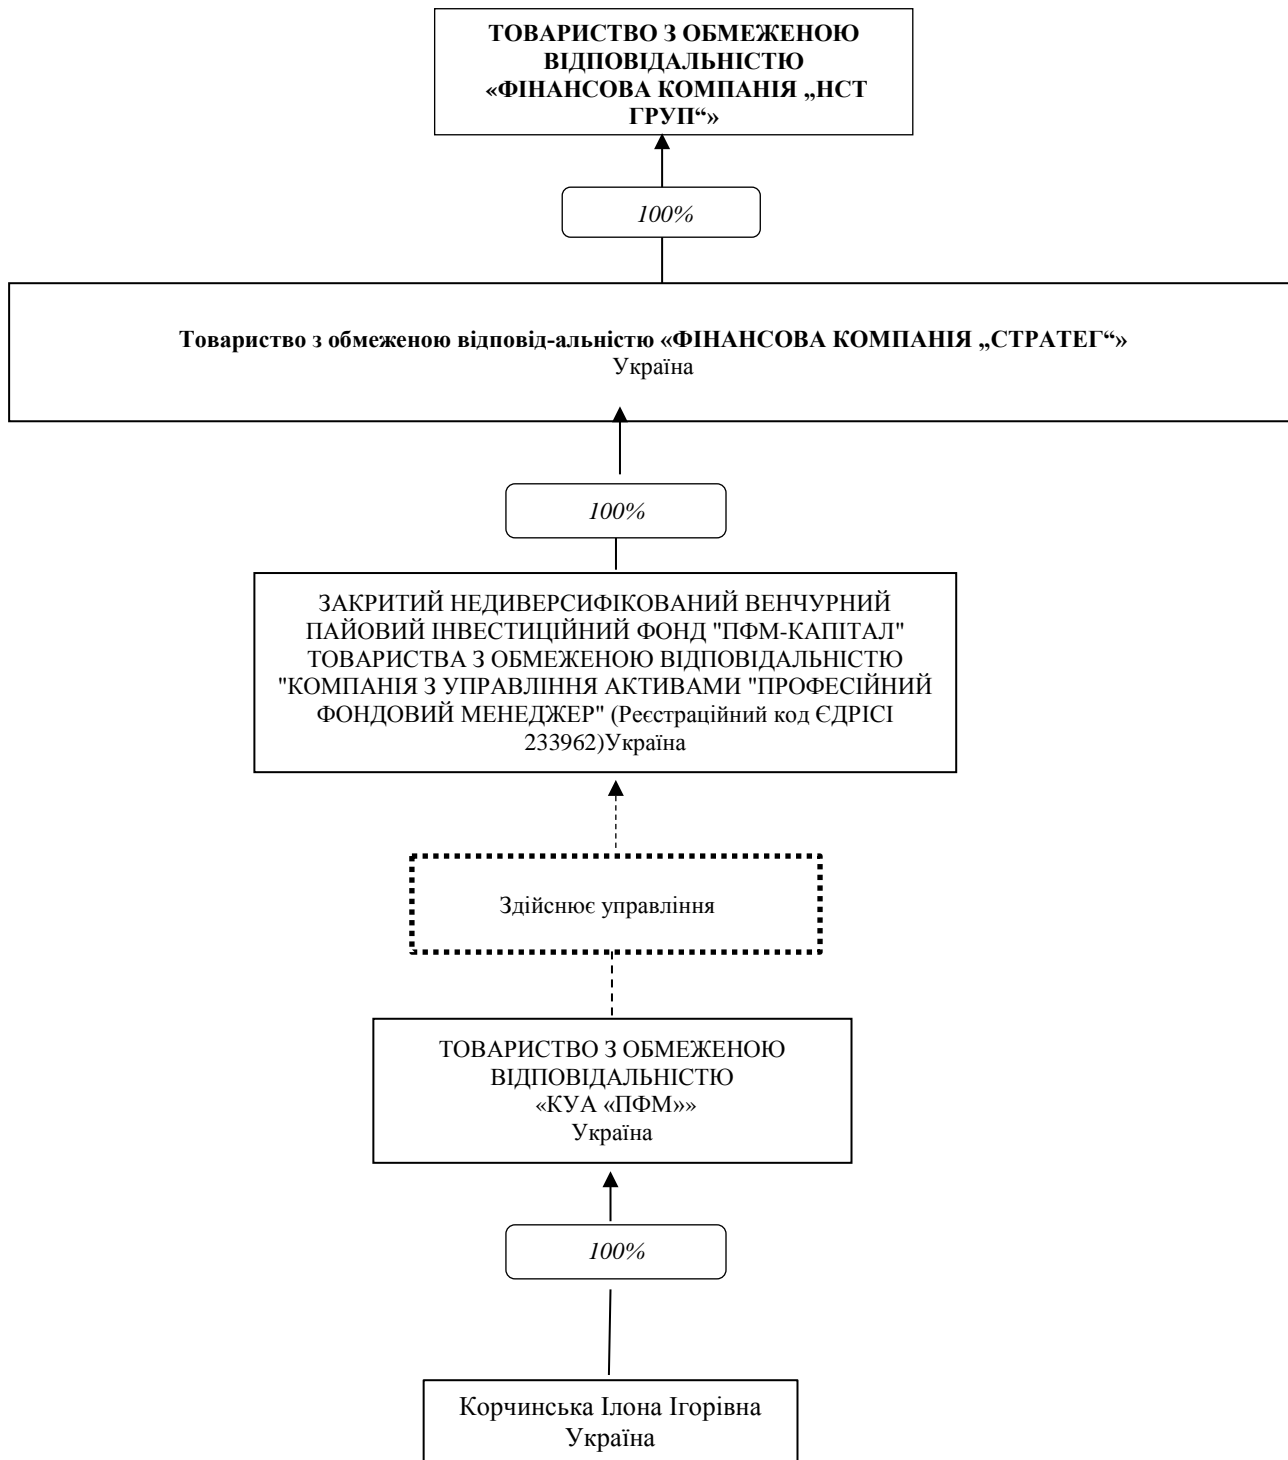 ТОВАРИСТВО З ОБМЕЖЕНОЮ
ВІДПОВІДАЛЬНІСТЮ
«ФІНАНСОВА КОМПАНІЯ „НСТ
ГРУП“»
100%
Товариство з обмеженою відповід-альністю «ФІНАНСОВА КОМПАНІЯ „СТРАТЕГ“»
Україна
100%
ЗАКРИТИЙ НЕДИВЕРСИФІКОВАНИЙ ВЕНЧУРНИЙ
ПАЙОВИЙ ІНВЕСТИЦІЙНИЙ ФОНД "ПФМ-КАПІТАЛ"
ТОВАРИСТВА З ОБМЕЖЕНОЮ ВІДПОВІДАЛЬНІСТЮ
"КОМПАНІЯ З УПРАВЛІННЯ АКТИВАМИ "ПРОФЕСІЙНИЙ
ФОНДОВИЙ МЕНЕДЖЕР" (Реєстраційний код ЄДРІСІ
233962)Україна
Здійснює управління
ТОВАРИСТВО З ОБМЕЖЕНОЮ
ВІДПОВІДАЛЬНІСТЮ
«КУА «ПФМ»»
Україна
100%
Корчинська Ілона Ігорівна
Україна